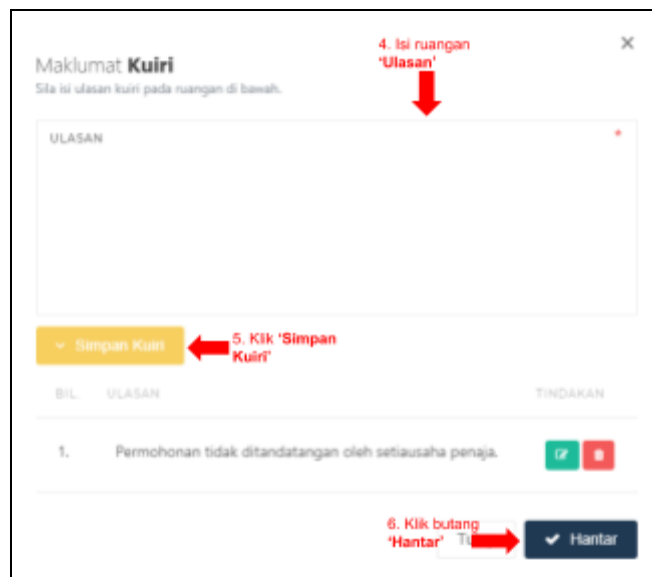 4. Isi ruangan
'Ulasan'
Maklumat Kuiri
Sila isi ulasan kuiri pada ruangan di bawah.
ULASAN *
Simpan Kuiri
5. Klik 'Simpan
Kuiri'
BIL. ULASAN TINDAKAN
1. Permohonan tidak ditandatangan oleh setiausaha penaja.
6. Klik butang
'Hantar'
Hantar